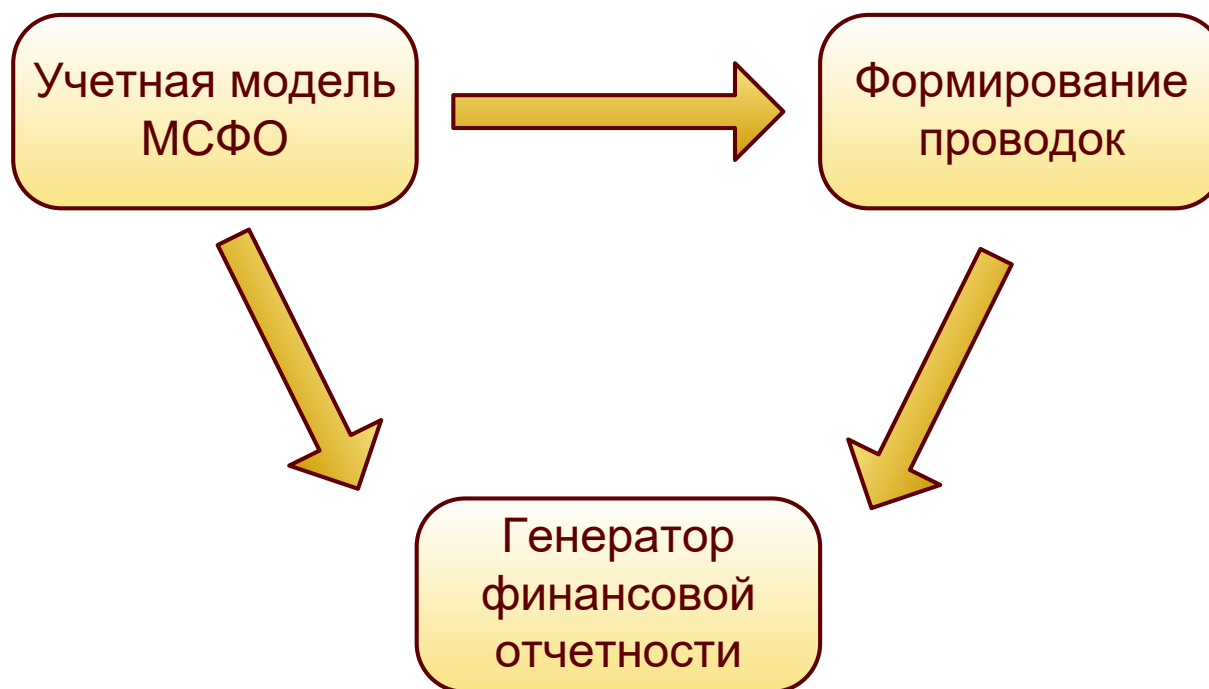 Учетная модель
МСФО
Формирование
проводок
Генератор
финансовой
отчетности